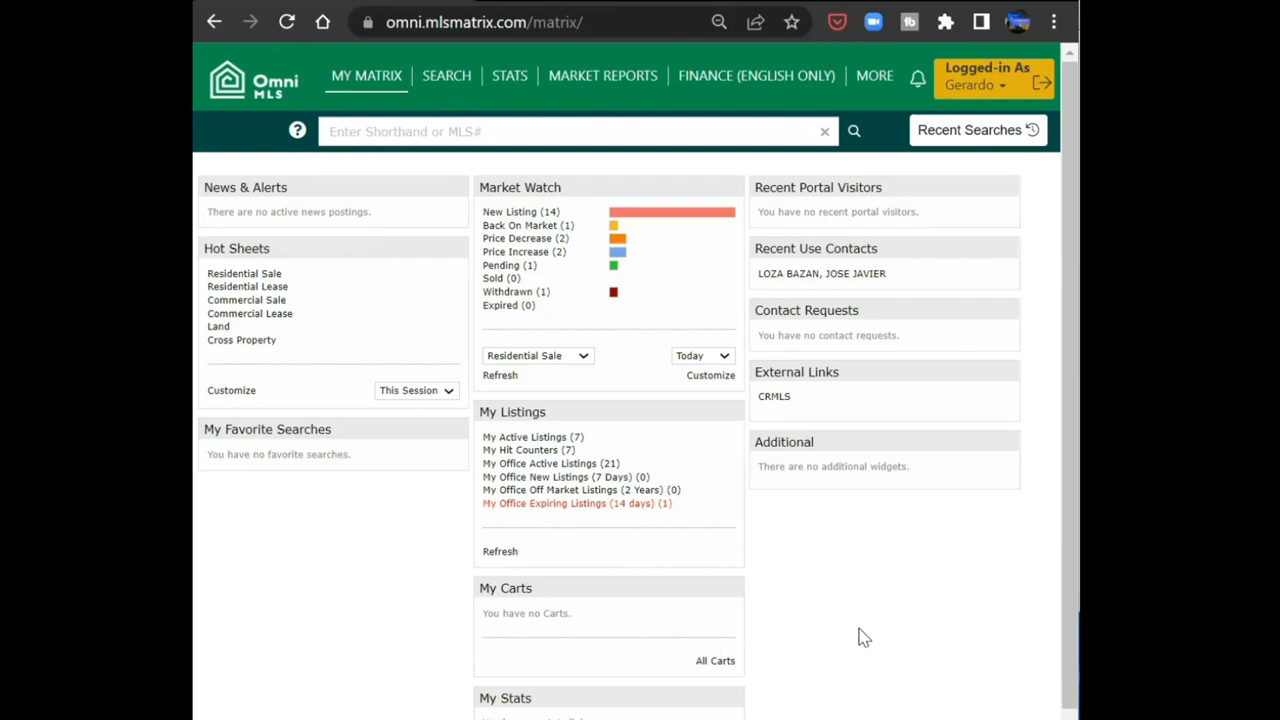 omni.mlsmatrix.com/matrix/
Omni
MLS
MY MATRIX
SEARCH
STATS
MARKET REPORTS
FINANCE (ENGLISH ONLY)
MORE
Logged-in As
Gerardo
Enter Shorthand or MLS#
Recent Searches
News & Alerts
There are no active news postings.
Hot Sheets
Residential Sale
Residential Lease
Commercial Sale
Commercial Lease
Land
Cross Property
Customize
This Session
My Favorite Searches
You have no favorite searches.
Market Watch
New Listing (14)
Back On Market (1)
Price Decrease (2)
Price Increase (2)
Pending (1)
Sold (0)
Withdrawn (1)
Expired (0)
Residential Sale
Today
Refresh
Customize
My Listings
My Active Listings (7)
My Hit Counters (7)
My Office Active Listings (21)
My Office New Listings (7 Days) (0)
My Office Off Market Listings (2 Years) (0)
My Office Expiring Listings (14 days) (1)
Refresh
My Carts
You have no Carts.
All Carts
My Stats
Recent Portal Visitors
You have no recent portal visitors.
Recent Use Contacts
LOZA BAZAN, JOSE JAVIER
Contact Requests
You have no contact requests.
External Links
CRMLS
Additional
There are no additional widgets.